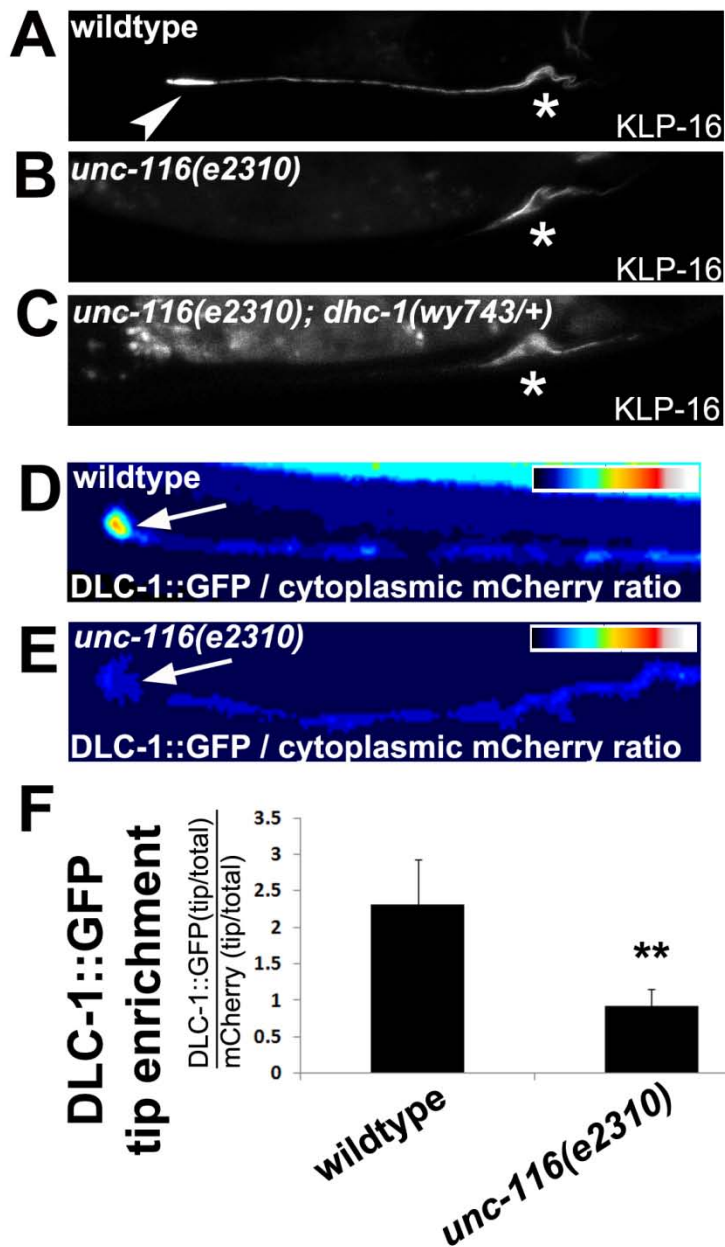 A
wildtype
*
KLP-16
B
unc-116(e2310)
*
KLP-16
C
unc-116(e2310); dhc-1(wy743/+)
*
KLP-16
D
wildtype
DLC-1::GFP / cytoplasmic mCherry ratio
E
unc-116(e2310)
DLC-1::GFP / cytoplasmic mCherry ratio
F
DLC-1::GFP
tip enrichment
DLC-1::GFP(tip/total)
mCherry (tip/total)
3.5
3
2.5
2
1.5
1
0.5
0
**
wildtype
unc-116(e2310)